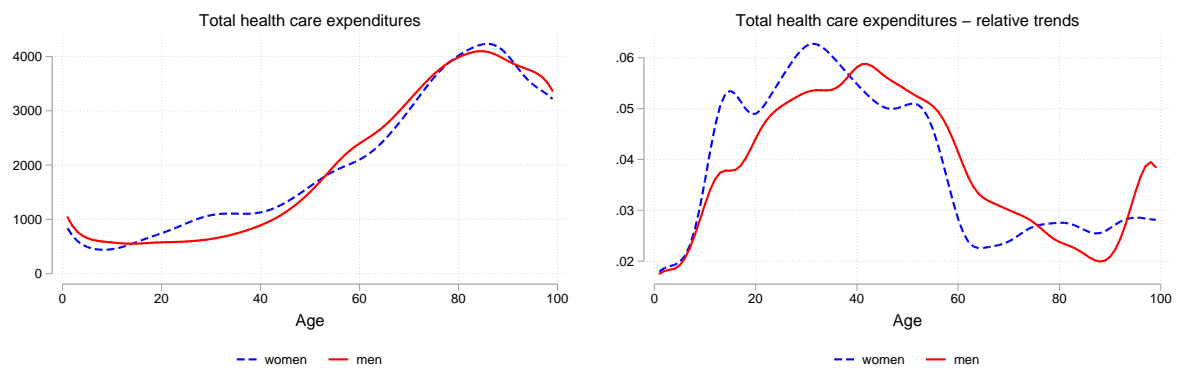 Total health care expenditures
4000
3000
2000
1000
0
0 20 40 60 80 100
Age
women men
Total health care expenditures – relative trends
.06
.05
.04
.03
.02
0 20 40 60 80 100
Age
women men